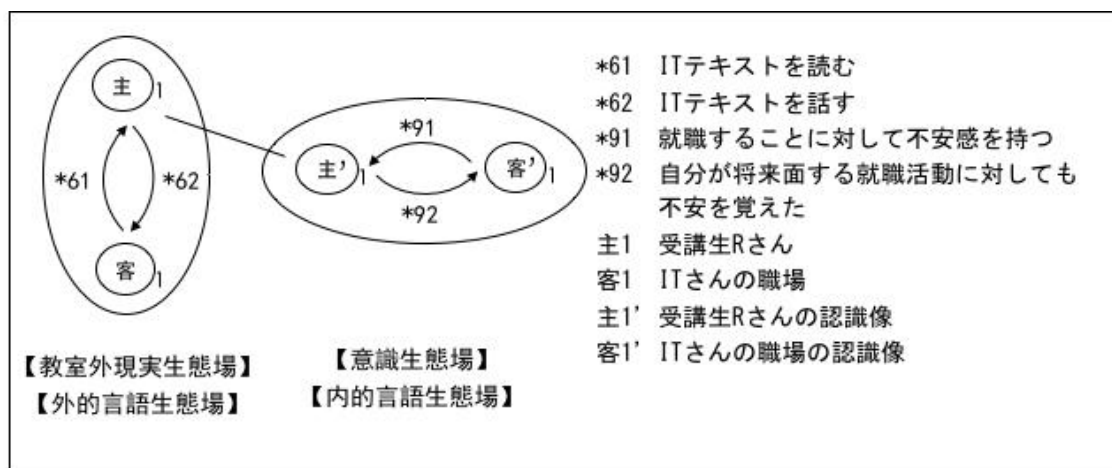 主1
*61
*62
客1
*91
主'1
客'1
*92
【教室外現実生態場】
【外的言語生態場】
【意識生態場】
【内的言語生態場】
*61 ITテキストを読む
*62 ITテキストを話す
*91 就職することに対して不安感を持つ
*92 自分が将来面する就職活動に対しても
不安を覚えた
主1 受講生Rさん
客1 ITさんの職場
主1’ 受講生Rさんの認識像
客1’ ITさんの職場の認識像